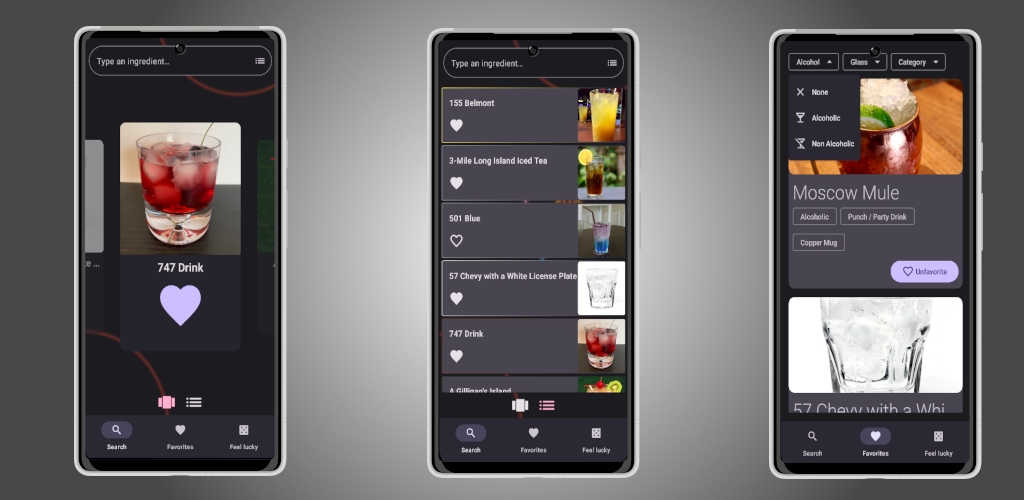 Type an ingredient...
747 Drink
Search
Favorites
Feel lucky
Type an ingredient...
155 Belmont
3-Mile Long Island Iced Tea
501 Blue
57 Chevy with a White License Plate
747 Drink
A Gilligan's Island
Search
Favorites
Feel lucky
Alcohol
Glass
Category
None
Alcoholic
Non Alcoholic
Moscow Mule
Alcoholic
Punch / Party Drink
Copper Mug
Unfavorite
57 Chevy with a Whi
Search
Favorites
Feel lucky